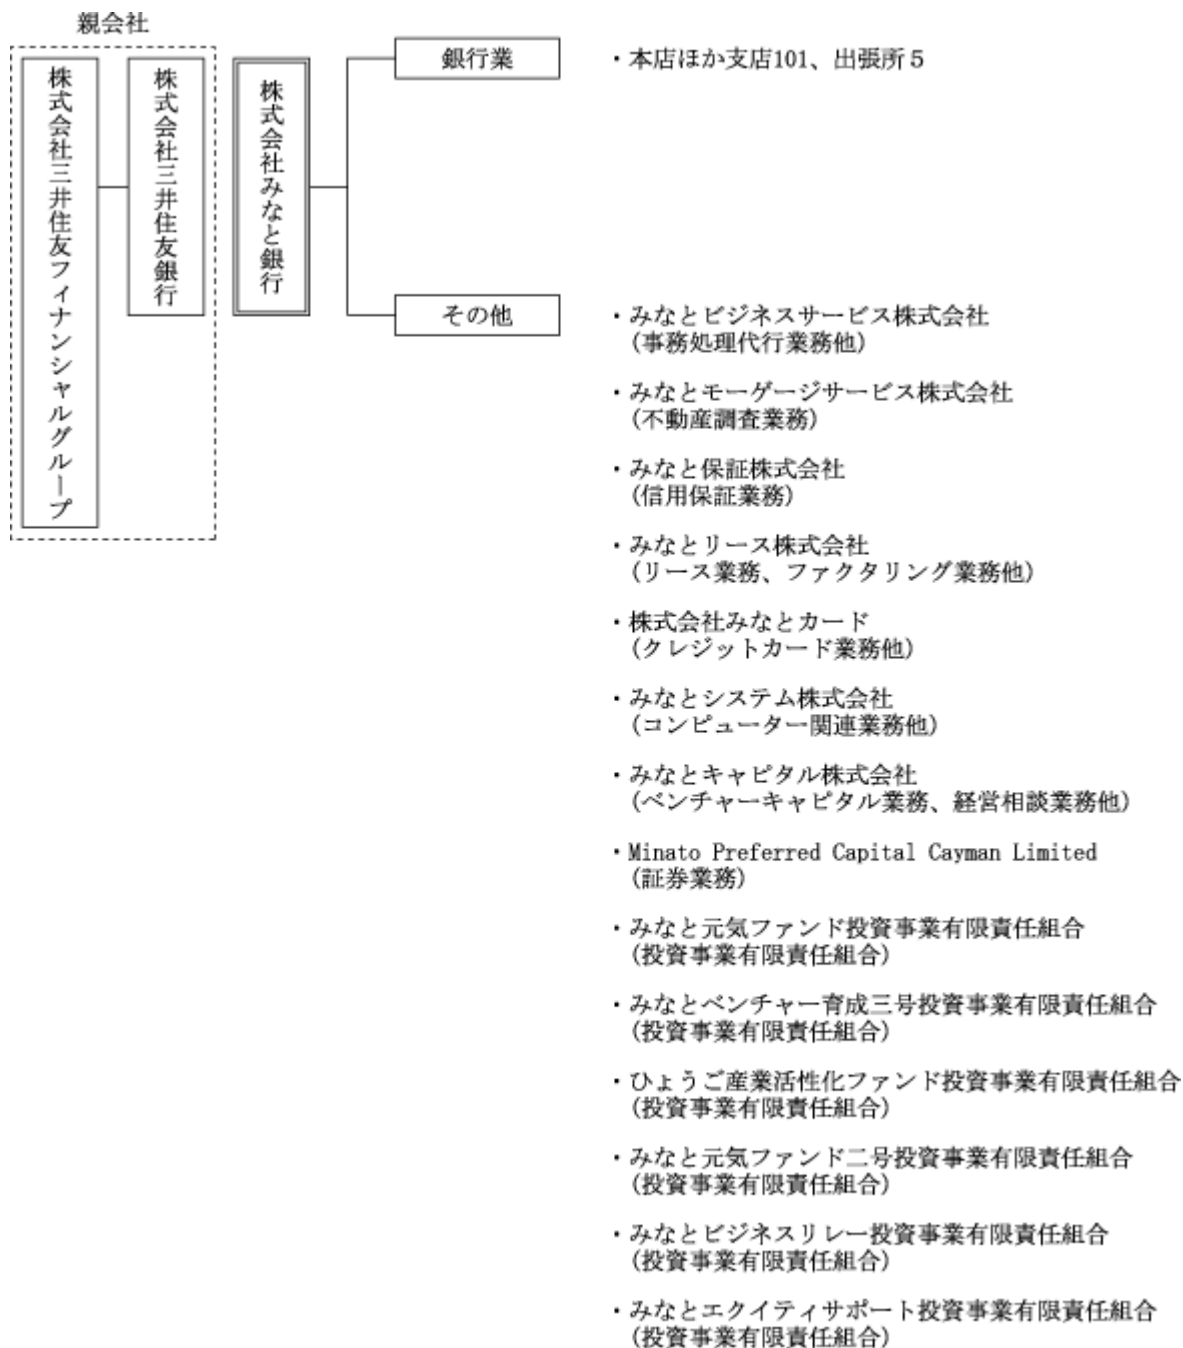 親会社
株式会社三井住友フィナンシャルグループ
株式会社三井住友銀行
株式会社みなと銀行
銀行業
・本店ほか支店101、出張所５
その他
・みなとビジネスサービス株式会社
(事務処理代行業務他)
・みなとモーゲージサービス株式会社
(不動産調査業務)
・みなと保証株式会社
(信用保証業務)
・みなとリース株式会社
(リース業務、ファクタリング業務他)
・株式会社みなとカード
(クレジットカード業務他)
・みなとシステム株式会社
(コンピューター関連業務他)
・みなとキャピタル株式会社
(ベンチャーキャピタル業務、経営相談業務他)
・Minato Preferred Capital Cayman Limited
(証券業務)
・みなと元気ファンド投資事業有限責任組合
(投資事業有限責任組合)
・みなとベンチャー育成三号投資事業有限責任組合
(投資事業有限責任組合)
・ひょうご産業活性化ファンド投資事業有限責任組合
(投資事業有限責任組合)
・みなと元気ファンド二号投資事業有限責任組合
(投資事業有限責任組合)
・みなとビジネスリレー投資事業有限責任組合
(投資事業有限責任組合)
・みなとエクイティサポート投資事業有限責任組合
(投資事業有限責任組合)